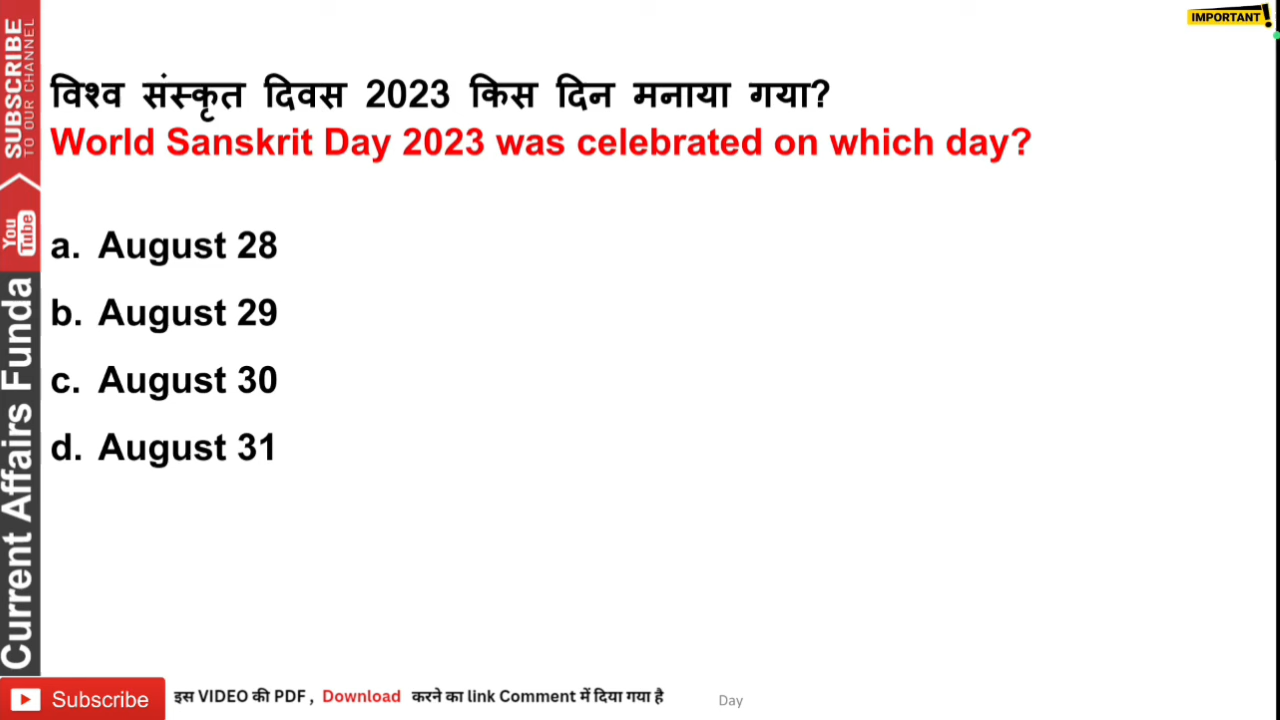 IMPORTANT!
विश्व संस्कृत दिवस 2023 किस दिन मनाया गया?
World Sanskrit Day 2023 was celebrated on which day?
a. August 28
b. August 29
c. August 30
d. August 31
SUBSCRIBE
TO OUR CHANNEL
YouTube
Current Affairs Funda
Subscribe
इस VIDEO की PDF , Download करने का link Comment में दिया गया है
Day